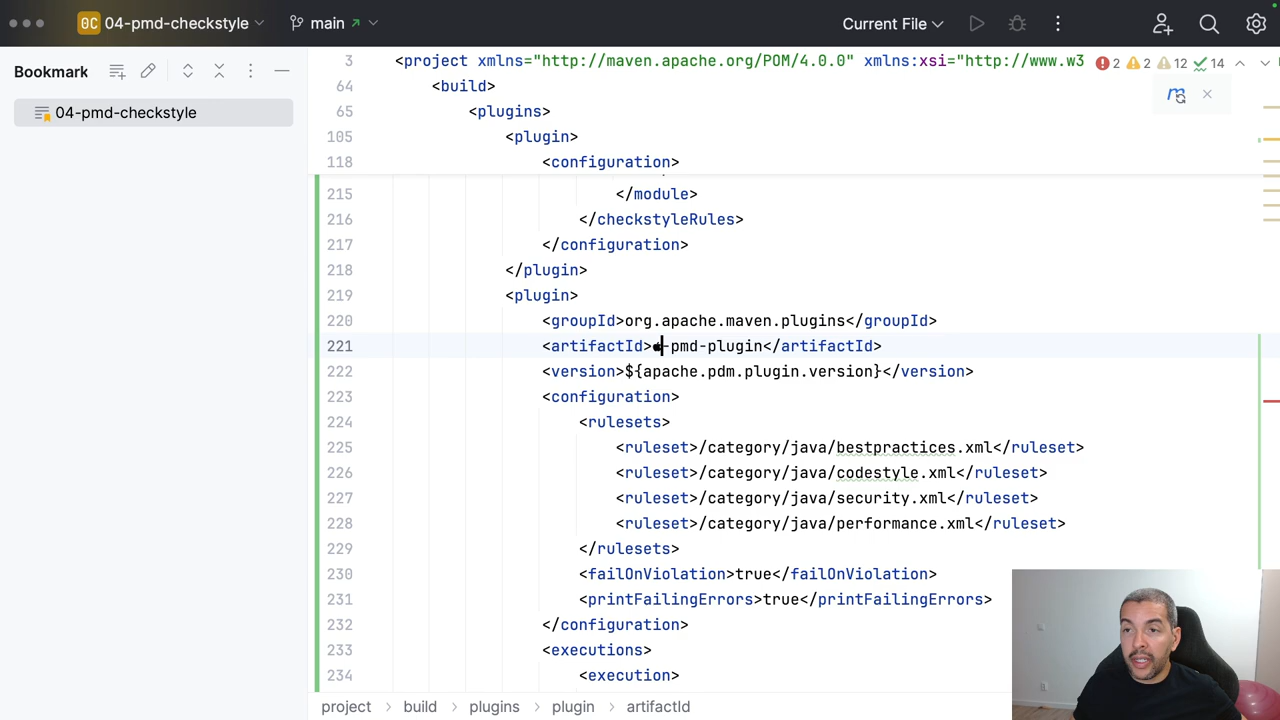 OC 04-pmd-checkstyle main Current File
Bookmark
04-pmd-checkstyle
3 <project xmlns="http://maven.apache.org/POM/4.0.0" xmlns:xsi="http://www.w3 2 2 12 14
64 <build>
65 <plugins>
105 <plugin>
118 <configuration>
215 </module>
216 </checkstyleRules>
217 </configuration>
218 </plugin>
219 <plugin>
220 <groupId>org.apache.maven.plugins</groupId>
221 <artifactId>-pmd-plugin</artifactId>
222 <version>${apache.pdm.plugin.version}</version>
223 <configuration>
224 <rulesets>
225 <ruleset>/category/java/bestpractices.xml</ruleset>
226 <ruleset>/category/java/codestyle.xml</ruleset>
227 <ruleset>/category/java/security.xml</ruleset>
228 <ruleset>/category/java/performance.xml</ruleset>
229 </rulesets>
230 <failOnViolation>true</failOnViolation>
231 <printFailingErrors>true</printFailingErrors>
232 </configuration>
233 <executions>
234 <execution>
project > build > plugins > plugin > artifactId